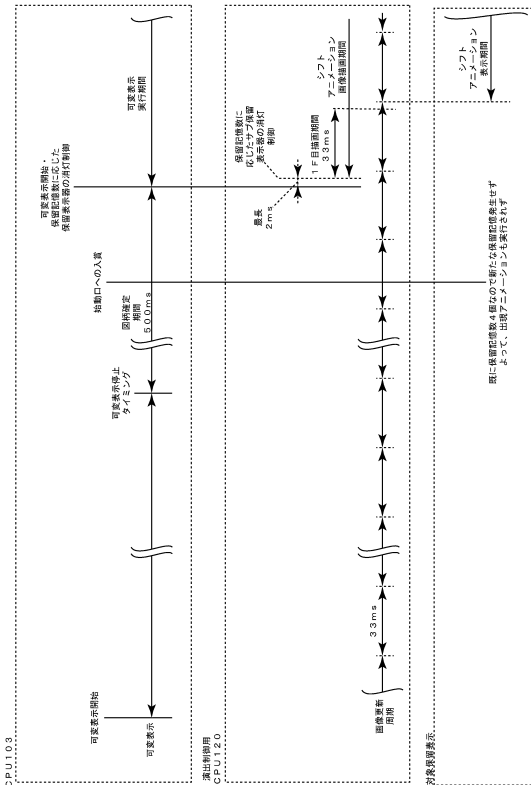 CPU103
可変表示開始
可変表示
可変表示停止
タイミング
図柄確定
期間
500ms
始動口への入賞
可変表示開始・
保留記憶数に応じた
保留表示器の消灯制御
可変表示
実行期間
演出制御用
CPU120
画像更新
周期
33ms
最長
2ms
保留記憶数に
応じたサブ保留
表示器の消灯
制御
1F目描画期間
33ms
シフト
アニメーション
画像描画期間
対象保留表示
既に保留記憶数4個なので新たな保留記憶発生せず
よって、出現アニメーションも実行されず
シフト
アニメーション
表示期間